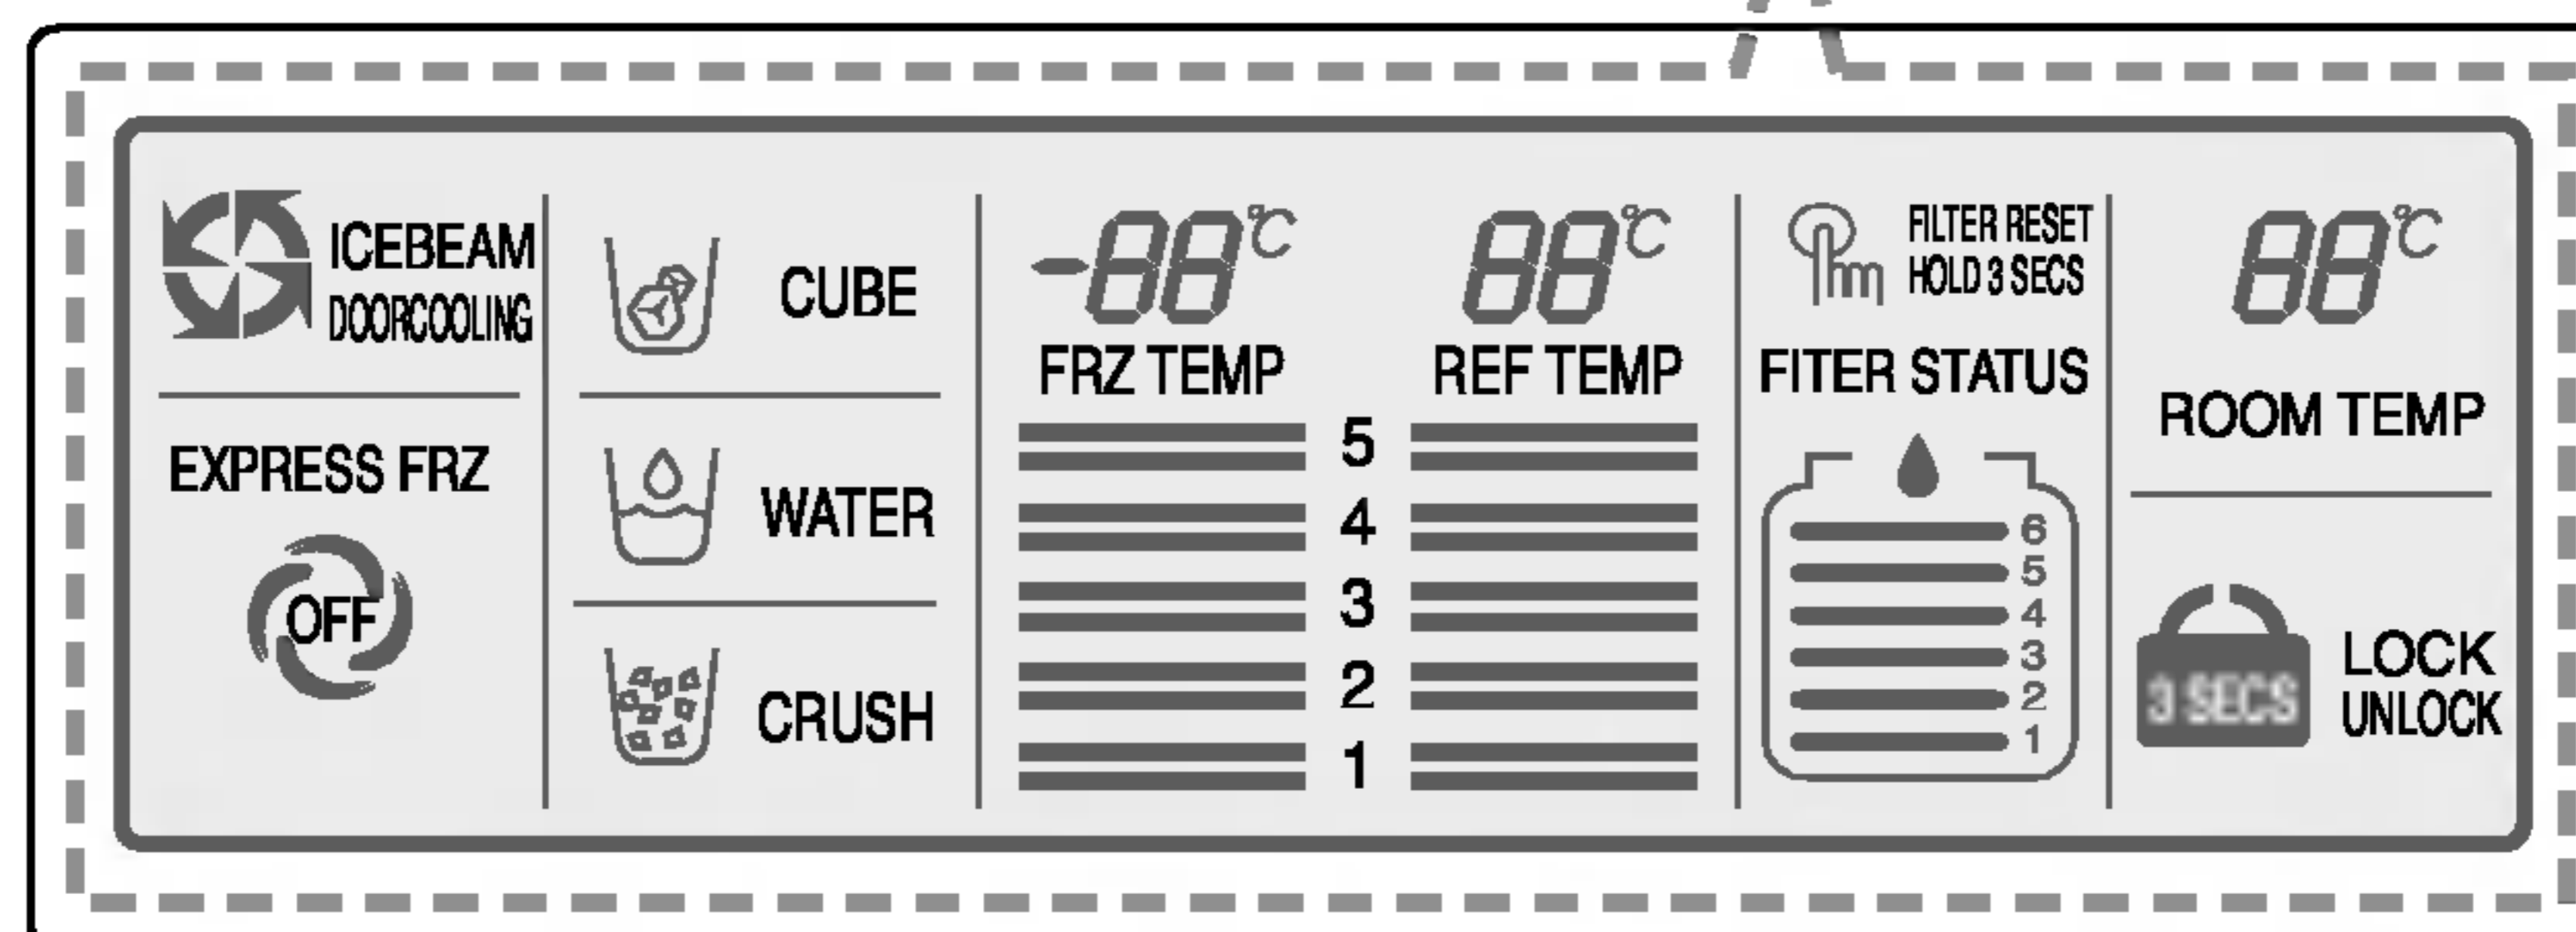 ICEBEAM
DOORCOOLING
EXPRESS FRZ
OFF
CUBE
WATER
CRUSH
-88°C
FRZ TEMP
88°C
REF TEMP
5
4
3
2
1
FILTER RESET
HOLD 3 SECS
FITER STATUS
6
5
4
3
2
1
88°C
ROOM TEMP
3 SECS
LOCK
UNLOCK